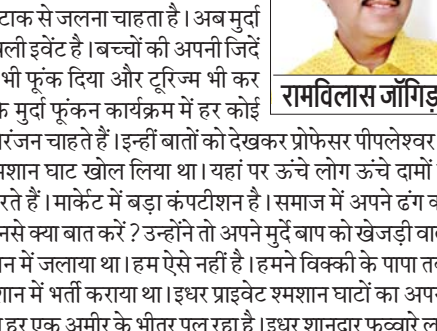 टाक से जलना चाहता है। अब मुर्दा
ली इवेंट है। बच्चों की अपनी जिदें
भी फूंक दिया और टूरिज्म भी कर
मुर्दा फूंकन कार्यक्रम में हर कोई
रामविलास जाँगिड़
रंजन चाहते हैं। इन्हीं बातों को देखकर प्रोफेसर पीपलेश्वर
मशान घाट खोल लिया था। यहां पर ऊंचे लोग ऊंचे दामों
रते हैं। मार्केट में बड़ा कंपटीशन है। समाज में अपने ढंग
नसे क्या बात करें? उन्होंने तो अपने मुर्दे बाप को खेजड़ी
न में जलाया था। हम ऐसे नहीं है। हमने विक्की के पापा
शान में भर्ती कराया था। इधर प्राइवेट श्मशान घाटों का
हर एक अमीर के भीतर पल रहा है। इधर शानदार फव्वारे